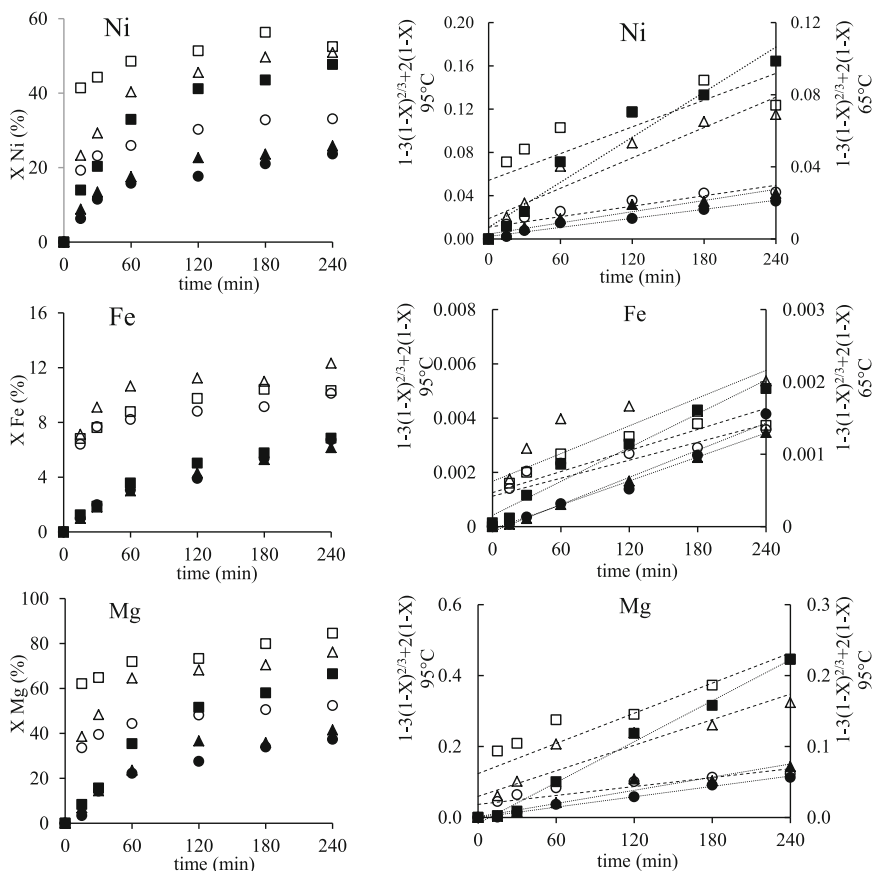 Ni
X Ni (%)
60
40
20
0
0 60 120 180 240
time (min)
Ni
1-3(1-X)2/3+2(1-X)
95°C
0.20
0.16
0.12
0.08
0.04
0.00
0 60 120 180 240
time (min)
0.12
0.08
0.04
0
1-3(1-X)2/3+2(1-X)
65°C
Fe
X Fe (%)
16
12
8
4
0
0 60 120 180 240
time (min)
Fe
1-3(1-X)2/3+2(1-X)
95°C
0.008
0.006
0.004
0.002
0
0 60 120 180 240
time (min)
0.003
0.002
0.001
0
1-3(1-X)2/3+2(1-X)
65°C
Mg
X Mg (%)
100
80
60
40
20
0
0 60 120 180 240
time (min)
Mg
1-3(1-X)2/3+2(1-X)
95°C
0.6
0.4
0.2
0.0
0 60 120 180 240
time (min)
0.3
0.2
0.1
0.0
1-3(1-X)2/3+2(1-X)
95°C